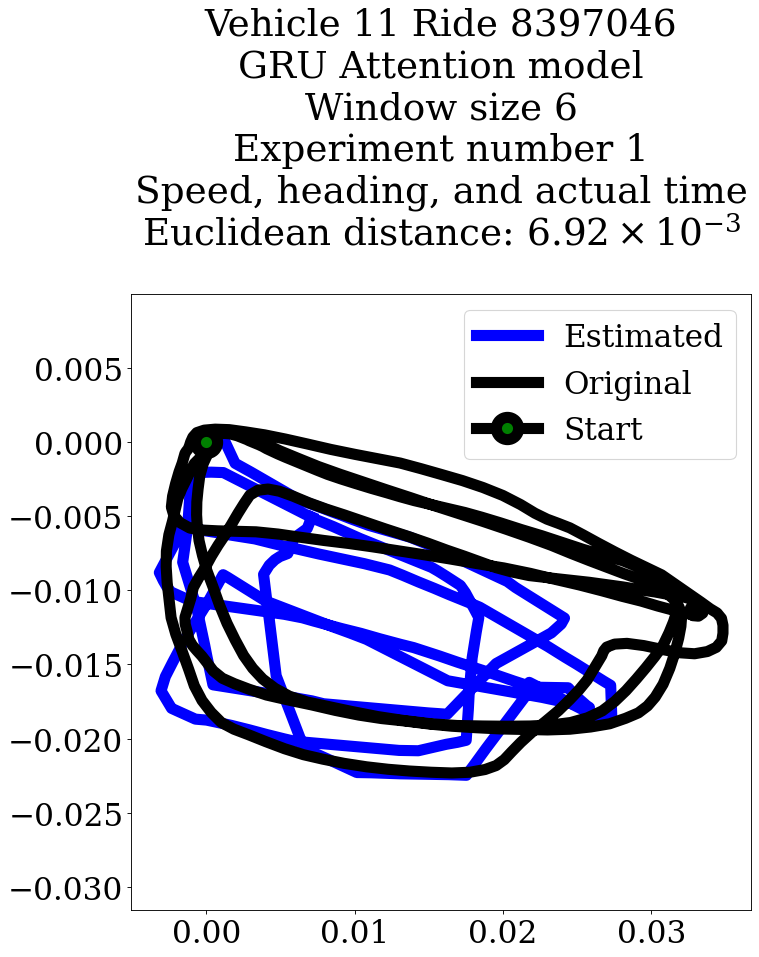 Vehicle 11 Ride 8397046
GRU Attention model
Window size 6
Experiment number 1
Speed, heading, and actual time
Euclidean distance: 6.92 × 10⁻³
Estimated
Original
Start
0.005
0.000
−0.005
−0.010
−0.015
−0.020
−0.025
−0.030
0.00 0.01 0.02 0.03